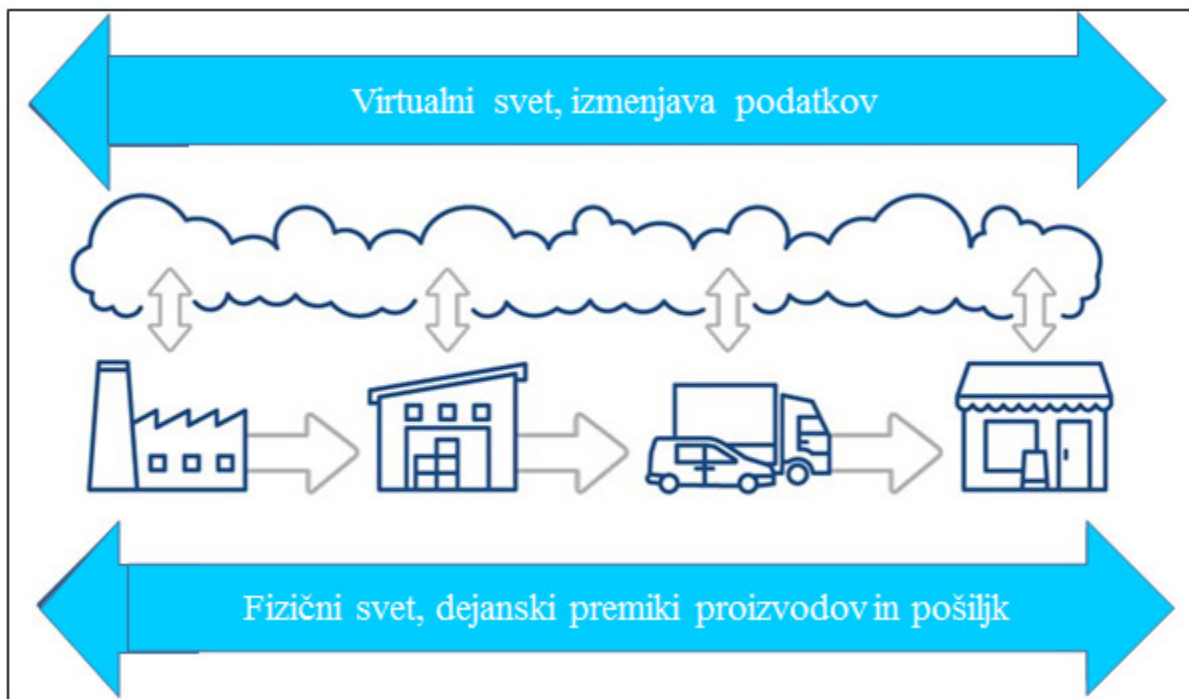 Virtualni svet, izmenjava podatkov
Fizični svet, dejanski premiki proizvodov in pošiljk